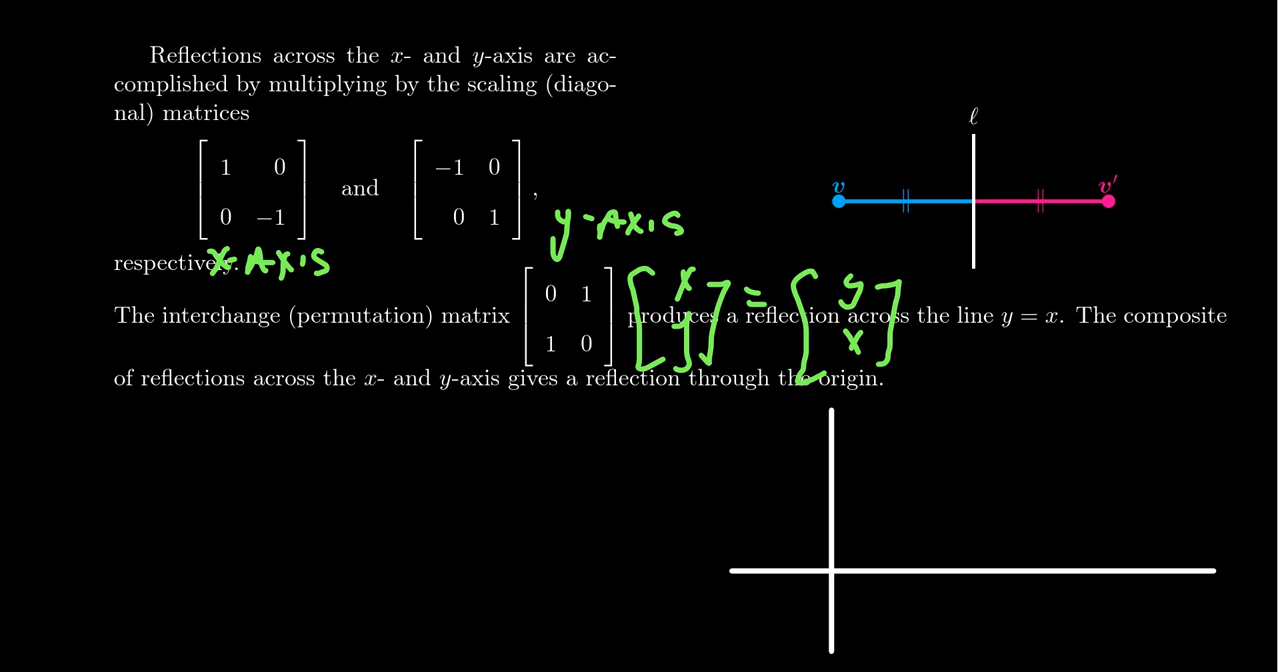 Reflections across the x- and y-axis are ac-
complished by multiplying by the scaling (diago-
nal) matrices
[1 0; 0 −1] and [−1 0; 0 1],
y-AXIS
respectively.
x-AXIS
The interchange (permutation) matrix [0 1; 1 0] [x; y] = [y; x] produces a reflection across the line y = x. The composite
of reflections across the x- and y-axis gives a reflection through the origin.
ℓ
v v′